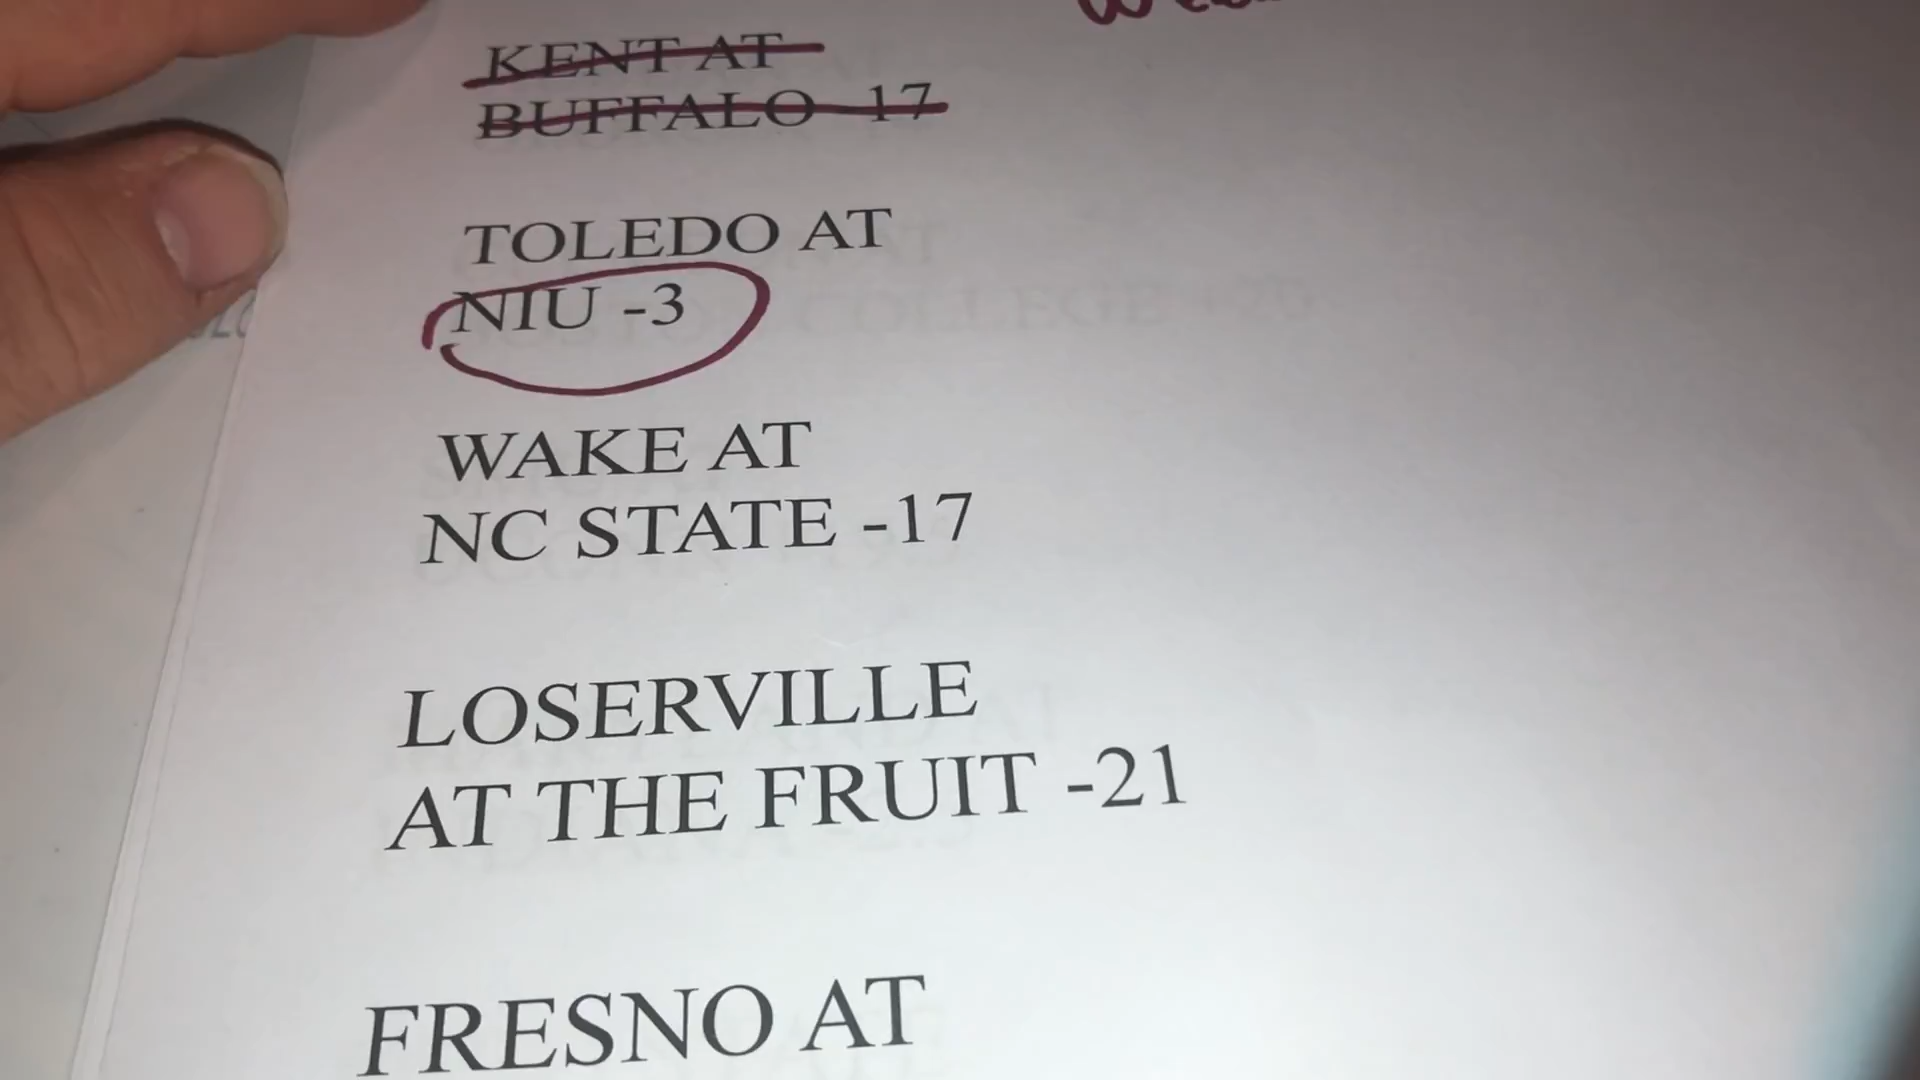 KENT AT
BUFFALO -17
TOLEDO AT
NIU -3
WAKE AT
NC STATE -17
LOSERVILLE
AT THE FRUIT -21
FRESNO AT